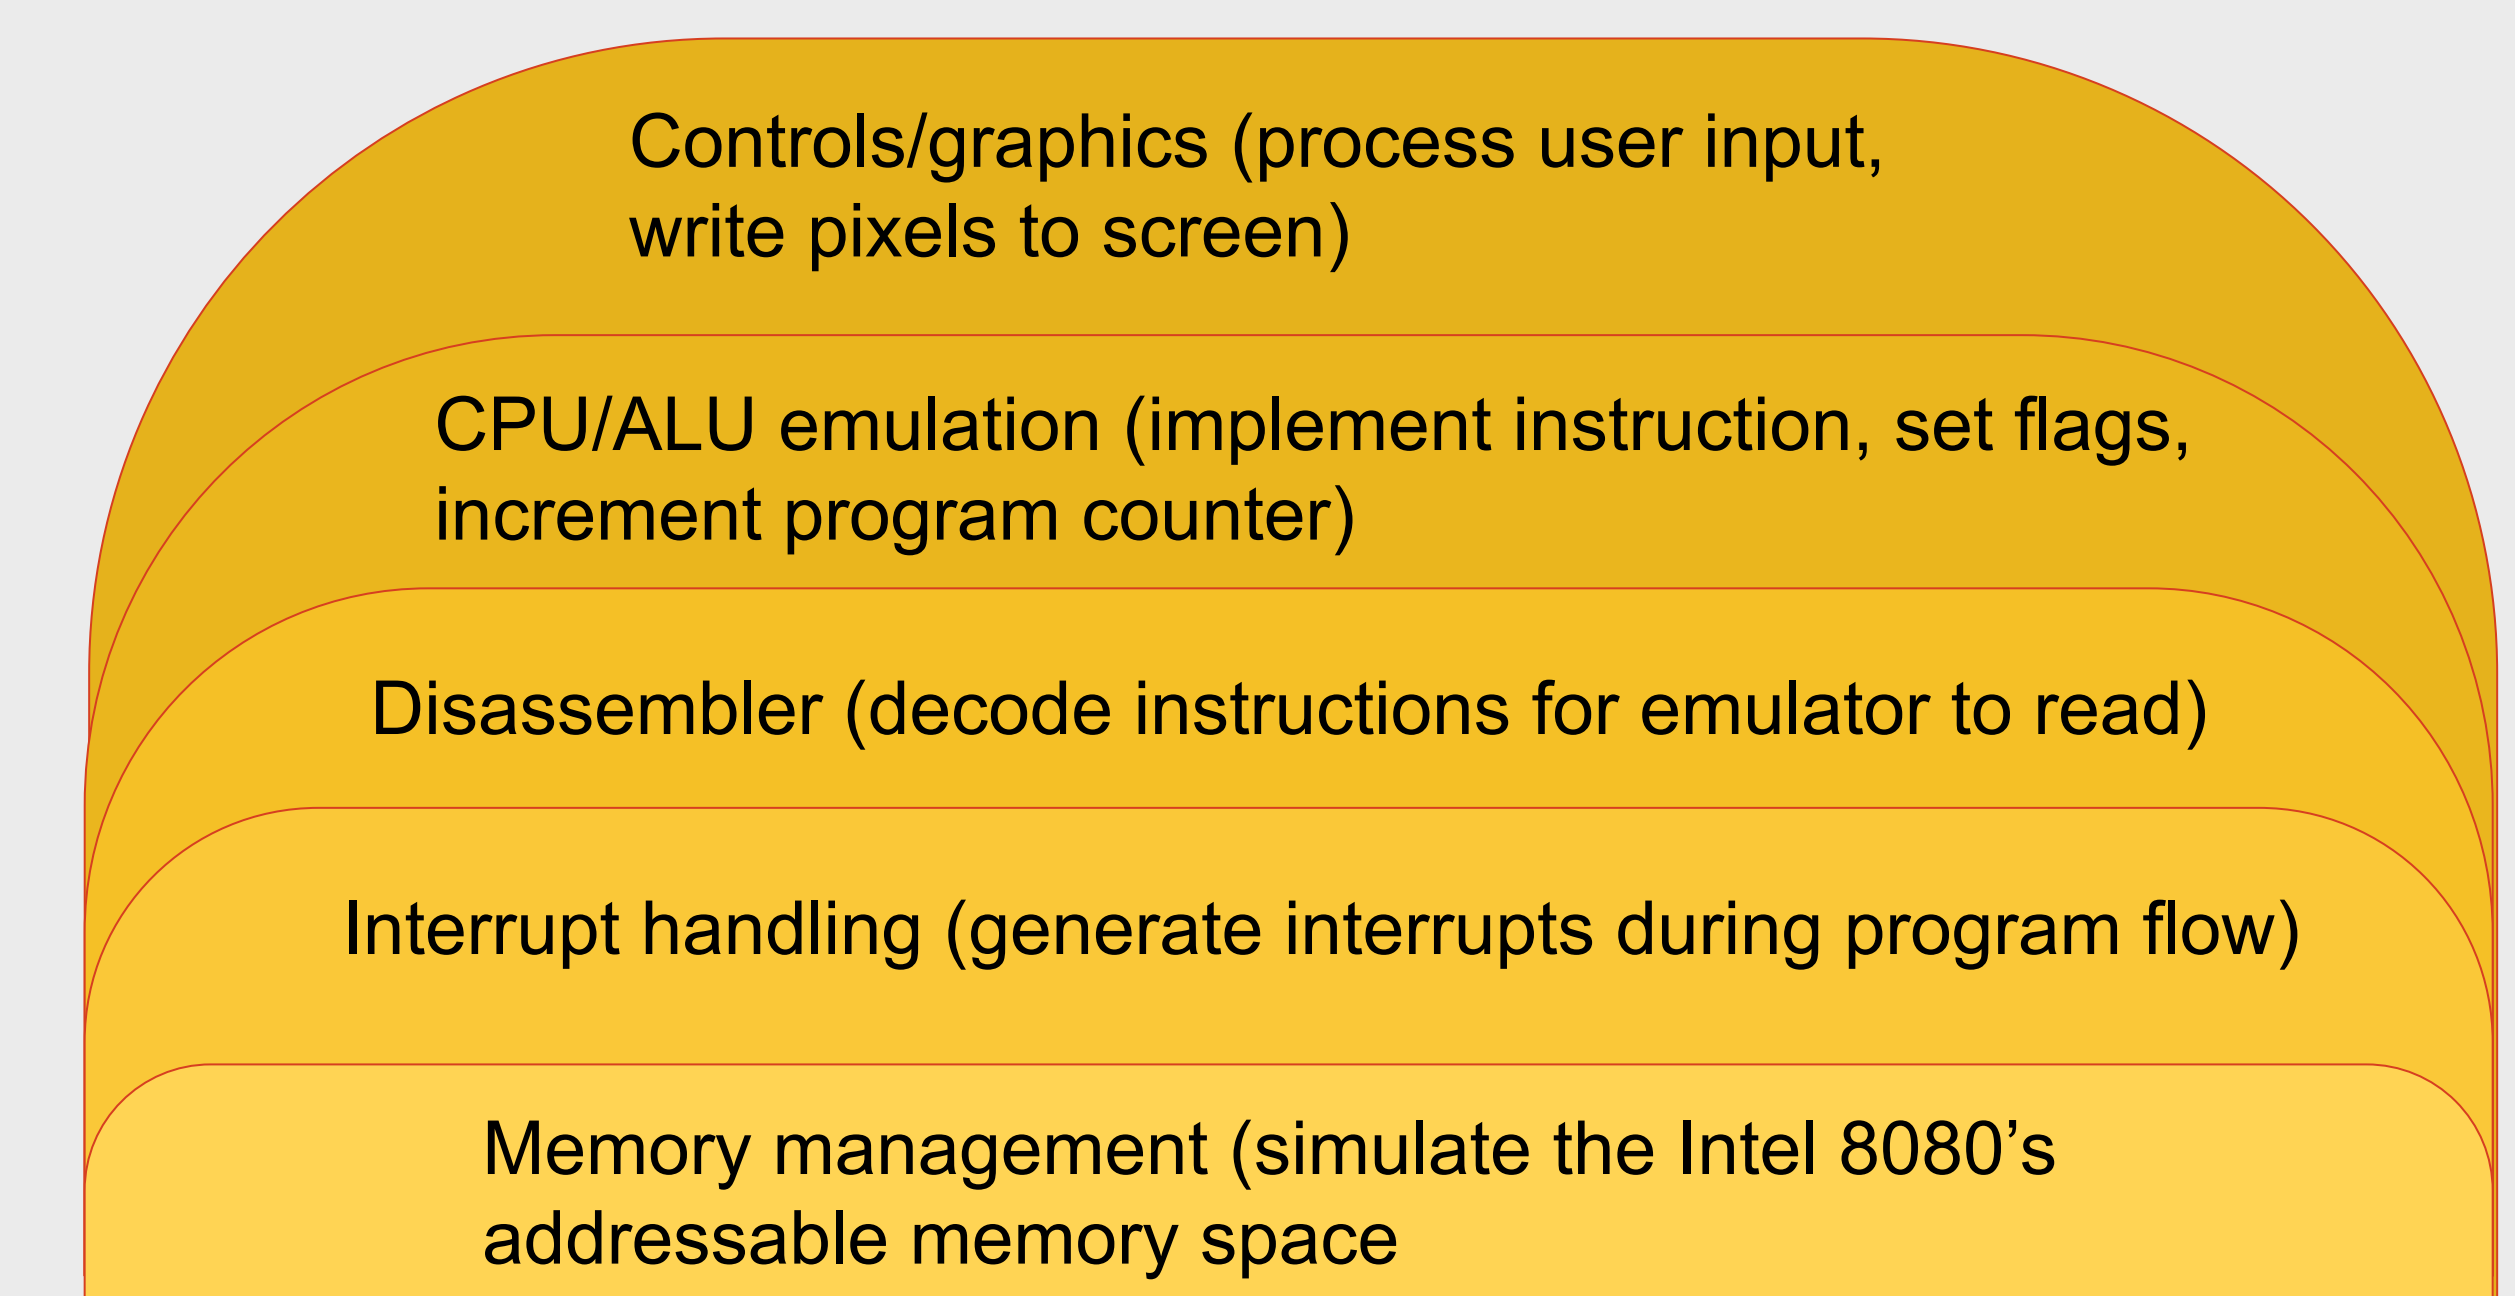 Controls/graphics (process user input,
write pixels to screen)
CPU/ALU emulation (implement instruction, set flags,
increment program counter)
Disassembler (decode instructions for emulator to read)
Interrupt handling (generate interrupts during program flow)
Memory management (simulate the Intel 8080’s
addressable memory space